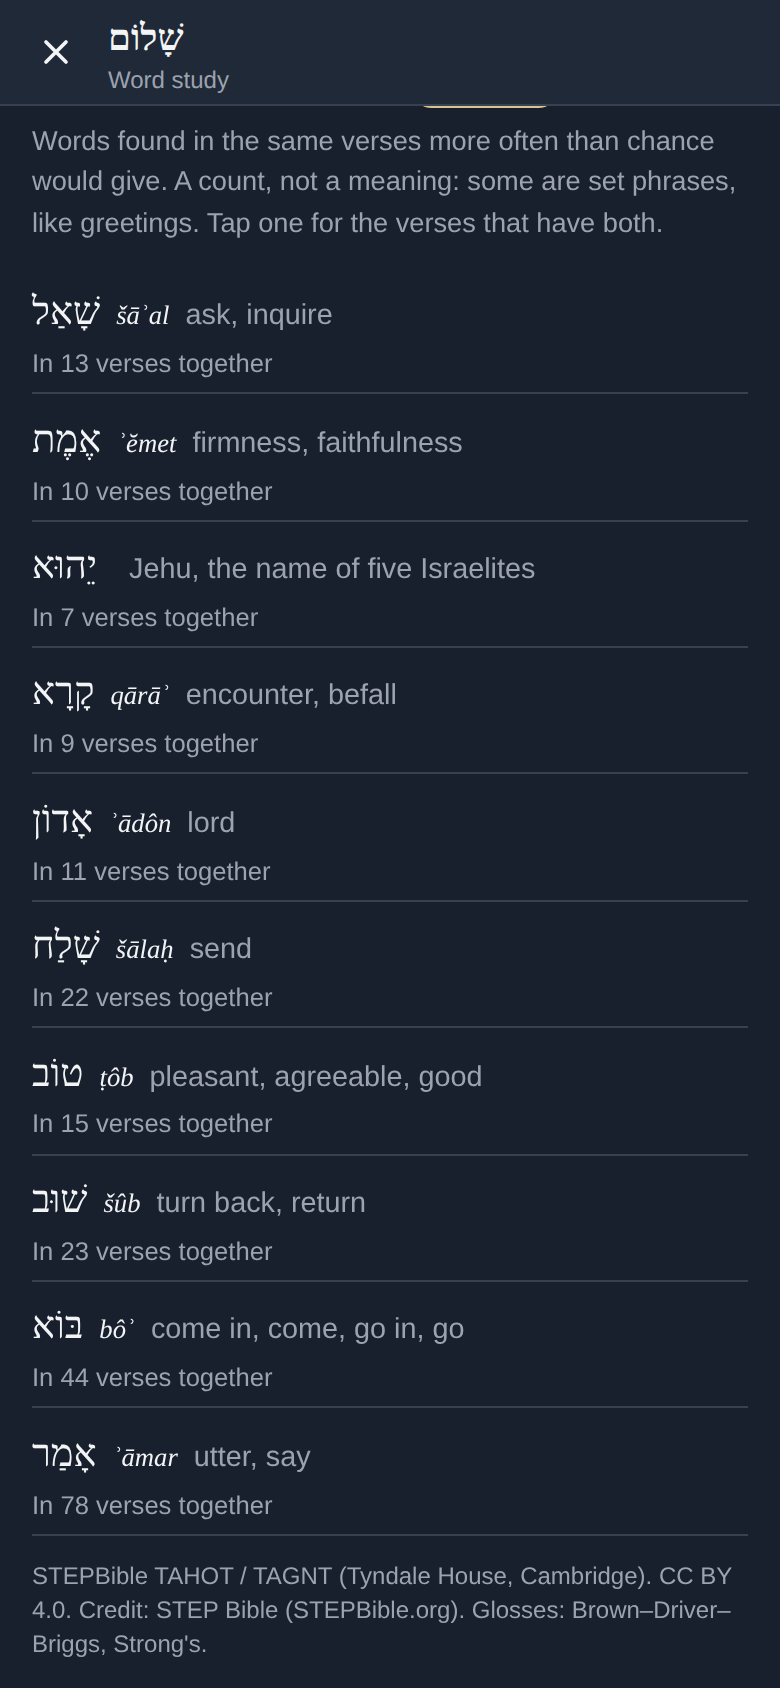 שָׁלוֹם
Word study
Words found in the same verses more often than chance
would give. A count, not a meaning: some are set phrases,
like greetings. Tap one for the verses that have both.
שָׁאַל šāʾal ask, inquire
In 13 verses together
אֱמֶת ʾĕmet firmness, faithfulness
In 10 verses together
יֵהוּא Jehu, the name of five Israelites
In 7 verses together
קָרָא qārāʾ encounter, befall
In 9 verses together
אָדוֹן ʾādôn lord
In 11 verses together
שָׁלַח šālaḥ send
In 22 verses together
טוֹב ṭôb pleasant, agreeable, good
In 15 verses together
שׁוּב šûb turn back, return
In 23 verses together
בּוֹא bôʾ come in, come, go in, go
In 44 verses together
אָמַר ʾāmar utter, say
In 78 verses together
STEPBible TAHOT / TAGNT (Tyndale House, Cambridge). CC BY
4.0. Credit: STEP Bible (STEPBible.org). Glosses: Brown–Driver–
Briggs, Strong's.